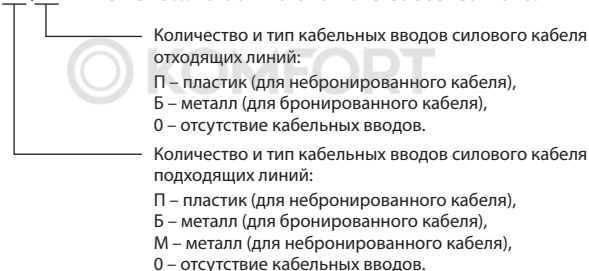 KOMFORT
Количество и тип кабельных вводов силового кабеля
отходящих линий:
П – пластик (для небронированного кабеля),
Б – металл (для бронированного кабеля),
0 – отсутствие кабельных вводов.
Количество и тип кабельных вводов силового кабеля
подходящих линий:
П – пластик (для небронированного кабеля),
Б – металл (для бронированного кабеля),
М – металл (для небронированного кабеля),
0 – отсутствие кабельных вводов.